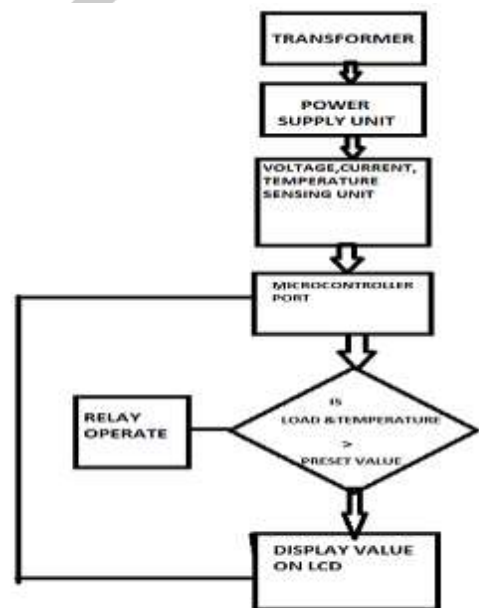 TRANSFORMER
POWER
SUPPLY UNIT
VOLTAGE,CURRENT,
TEMPERATURE
SENSING UNIT
MICROCONTROLLER
PORT
IS
LOAD &TEMPERATURE
>
PRESET VALUE
RELAY
OPERATE
DISPLAY VALUE
ON LCD